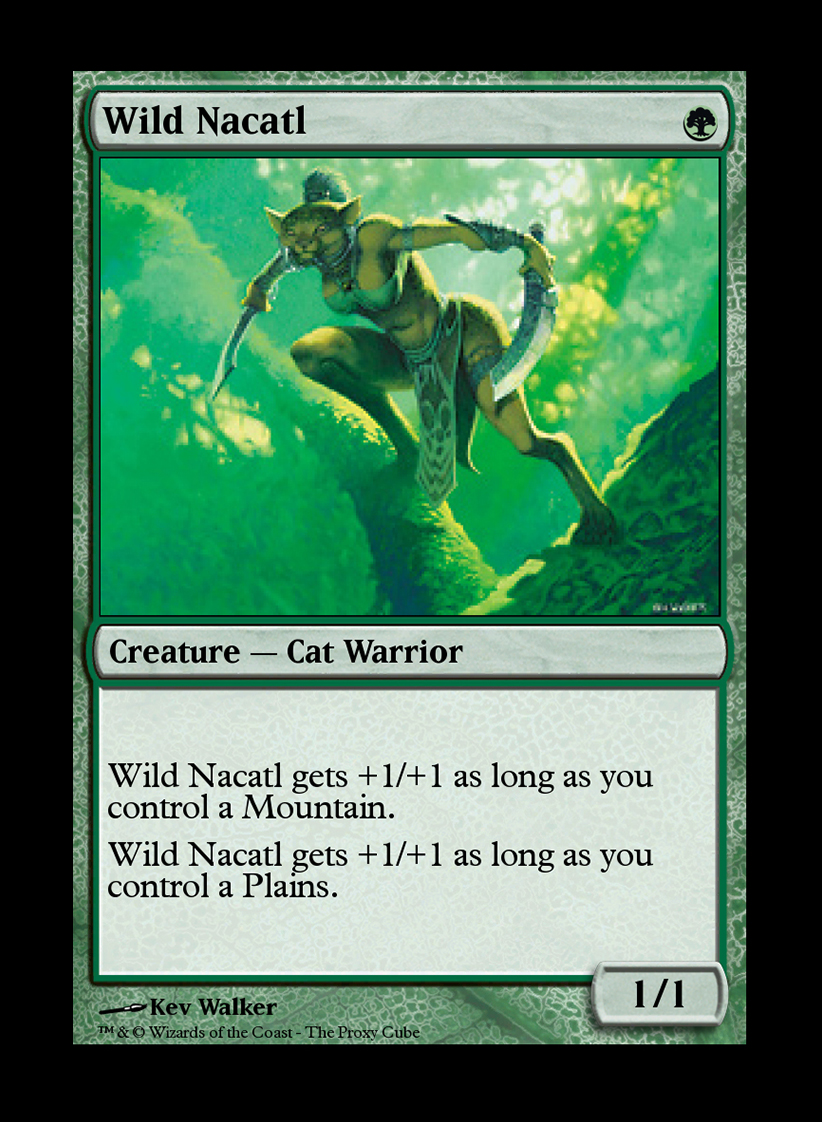 Wild Nacatl
Creature — Cat Warrior
Wild Nacatl gets +1/+1 as long as you
control a Mountain.
Wild Nacatl gets +1/+1 as long as you
control a Plains.
1/1
Kev Walker
™ & © Wizards of the Coast - The Proxy Cube